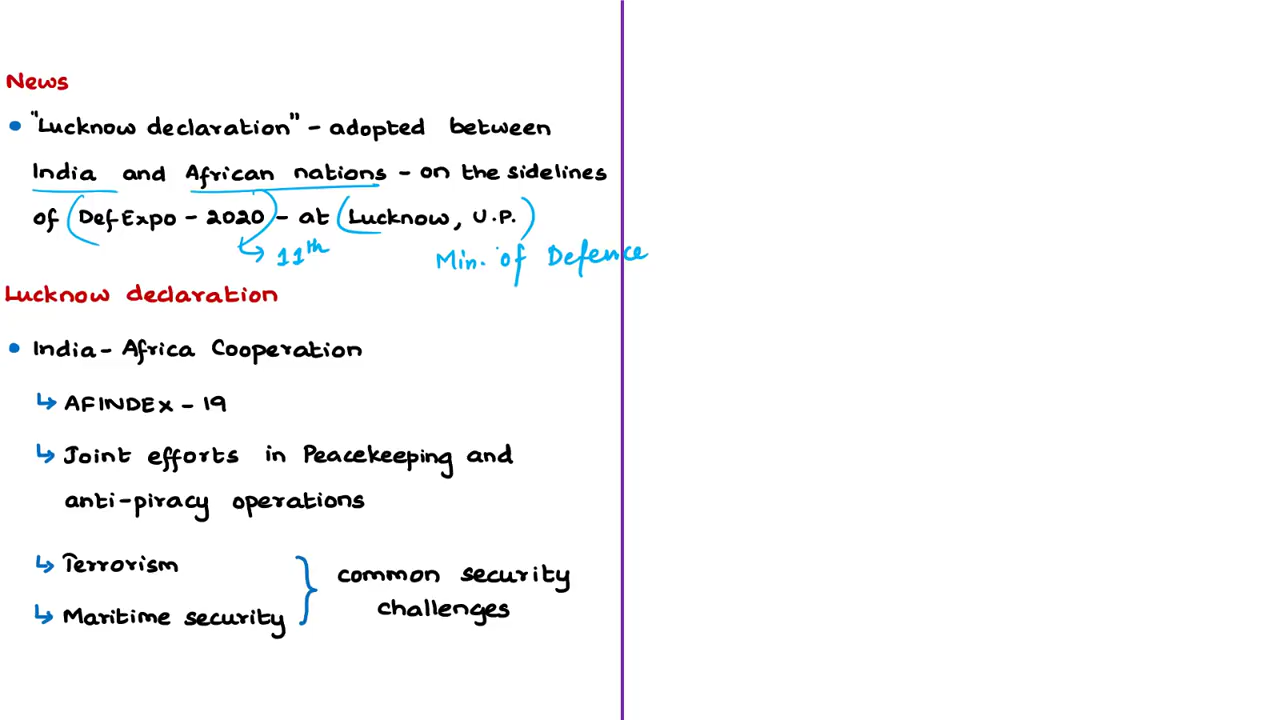 News
• "Lucknow declaration" - adopted between
India and African nations - on the sidelines
of (DefExpo - 2020) - at (Lucknow, U.P.)
↳ 11th
Min. of Defence
Lucknow declaration
• India - Africa Cooperation
↳ AFINDEX - 19
↳ Joint efforts in Peacekeeping and
anti-piracy operations
↳ Terrorism
↳ Maritime security
} common security
challenges